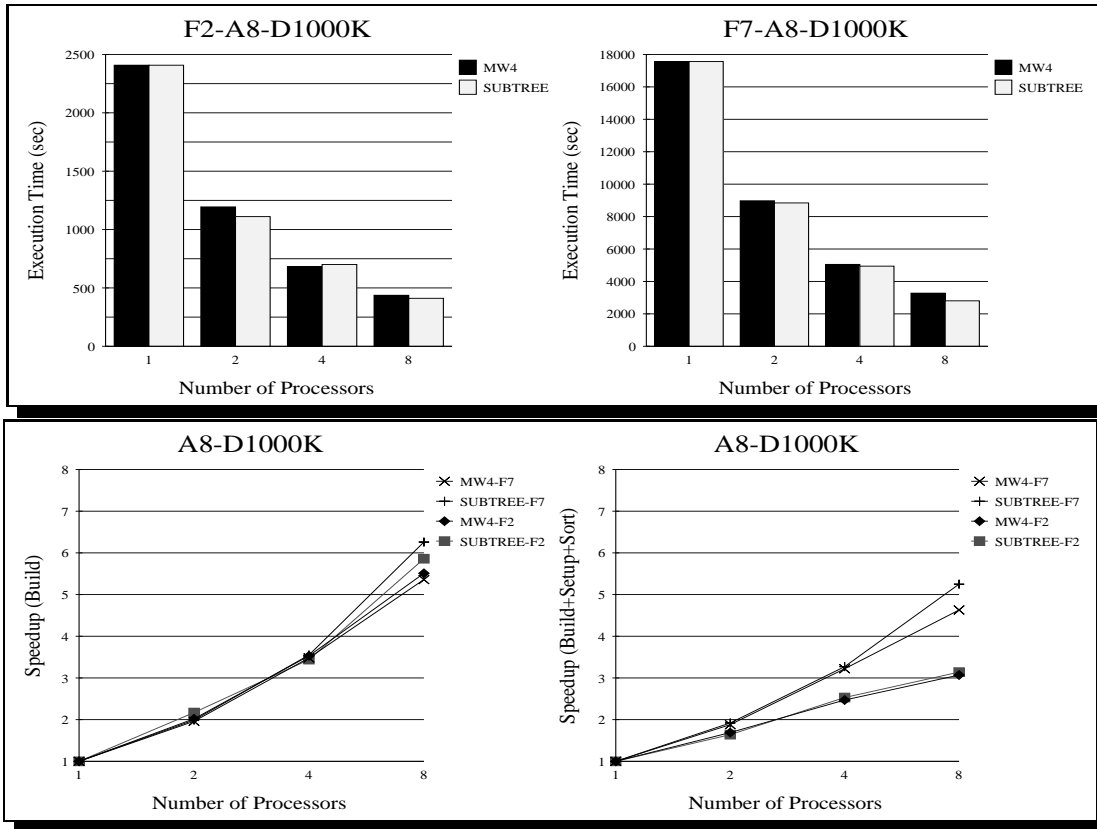 F2-A8-D1000K
2500
2000
1500
1000
500
0
Execution Time (sec)
1 2 4 8
Number of Processors
MW4
SUBTREE
F7-A8-D1000K
18000
16000
14000
12000
10000
8000
6000
4000
2000
0
Execution Time (sec)
1 2 4 8
Number of Processors
MW4
SUBTREE
A8-D1000K
8
7
6
5
4
3
2
1
Speedup (Build)
1 2 4 8
Number of Processors
MW4-F7
SUBTREE-F7
MW4-F2
SUBTREE-F2
A8-D1000K
8
7
6
5
4
3
2
1
Speedup (Build+Setup+Sort)
1 2 4 8
Number of Processors
MW4-F7
SUBTREE-F7
MW4-F2
SUBTREE-F2